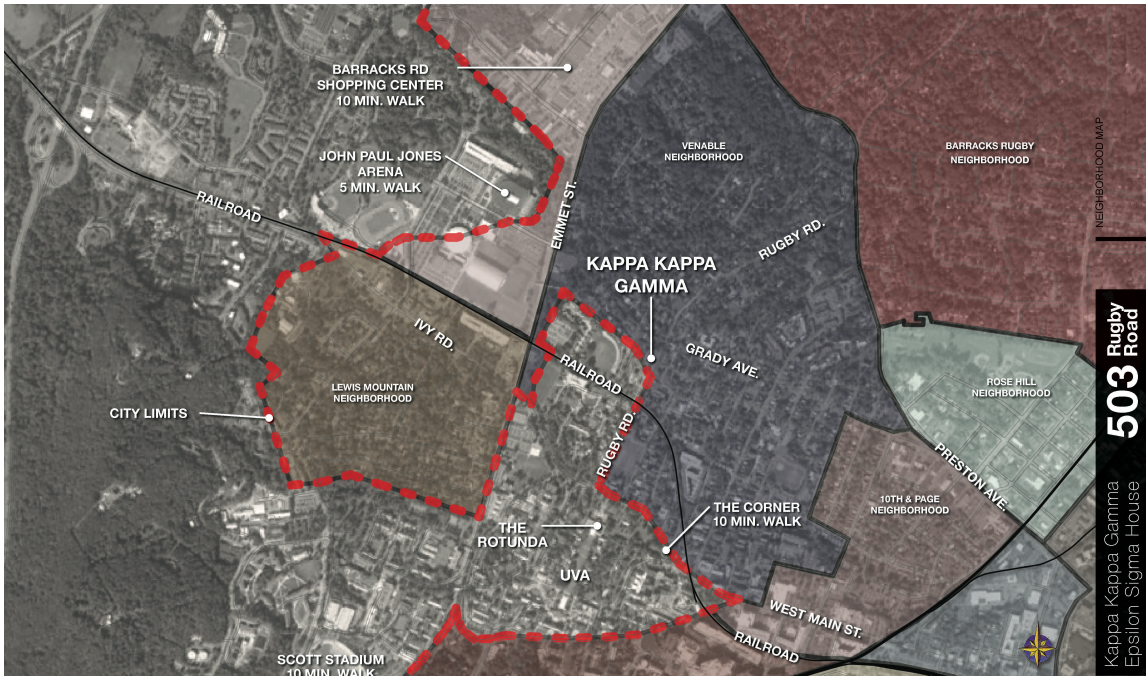 BARRACKS RD
SHOPPING CENTER
10 MIN. WALK
JOHN PAUL JONES
ARENA
5 MIN. WALK
RAILROAD
EMMET ST.
VENABLE
NEIGHBORHOOD
BARRACKS RUGBY
NEIGHBORHOOD
NEIGHBORHOOD MAP
RUGBY RD.
KAPPA KAPPA
GAMMA
IVY RD.
RAILROAD
GRADY AVE.
LEWIS MOUNTAIN
NEIGHBORHOOD
ROSE HILL
NEIGHBORHOOD
CITY LIMITS
RUGBY RD.
PRESTON AVE.
10TH & PAGE
NEIGHBORHOOD
THE CORNER
10 MIN. WALK
THE
ROTUNDA
UVA
WEST MAIN ST.
RAILROAD
SCOTT STADIUM
10 MIN. WALK
503 Rugby
Road
Kappa Kappa Gamma
Epsilon Sigma House